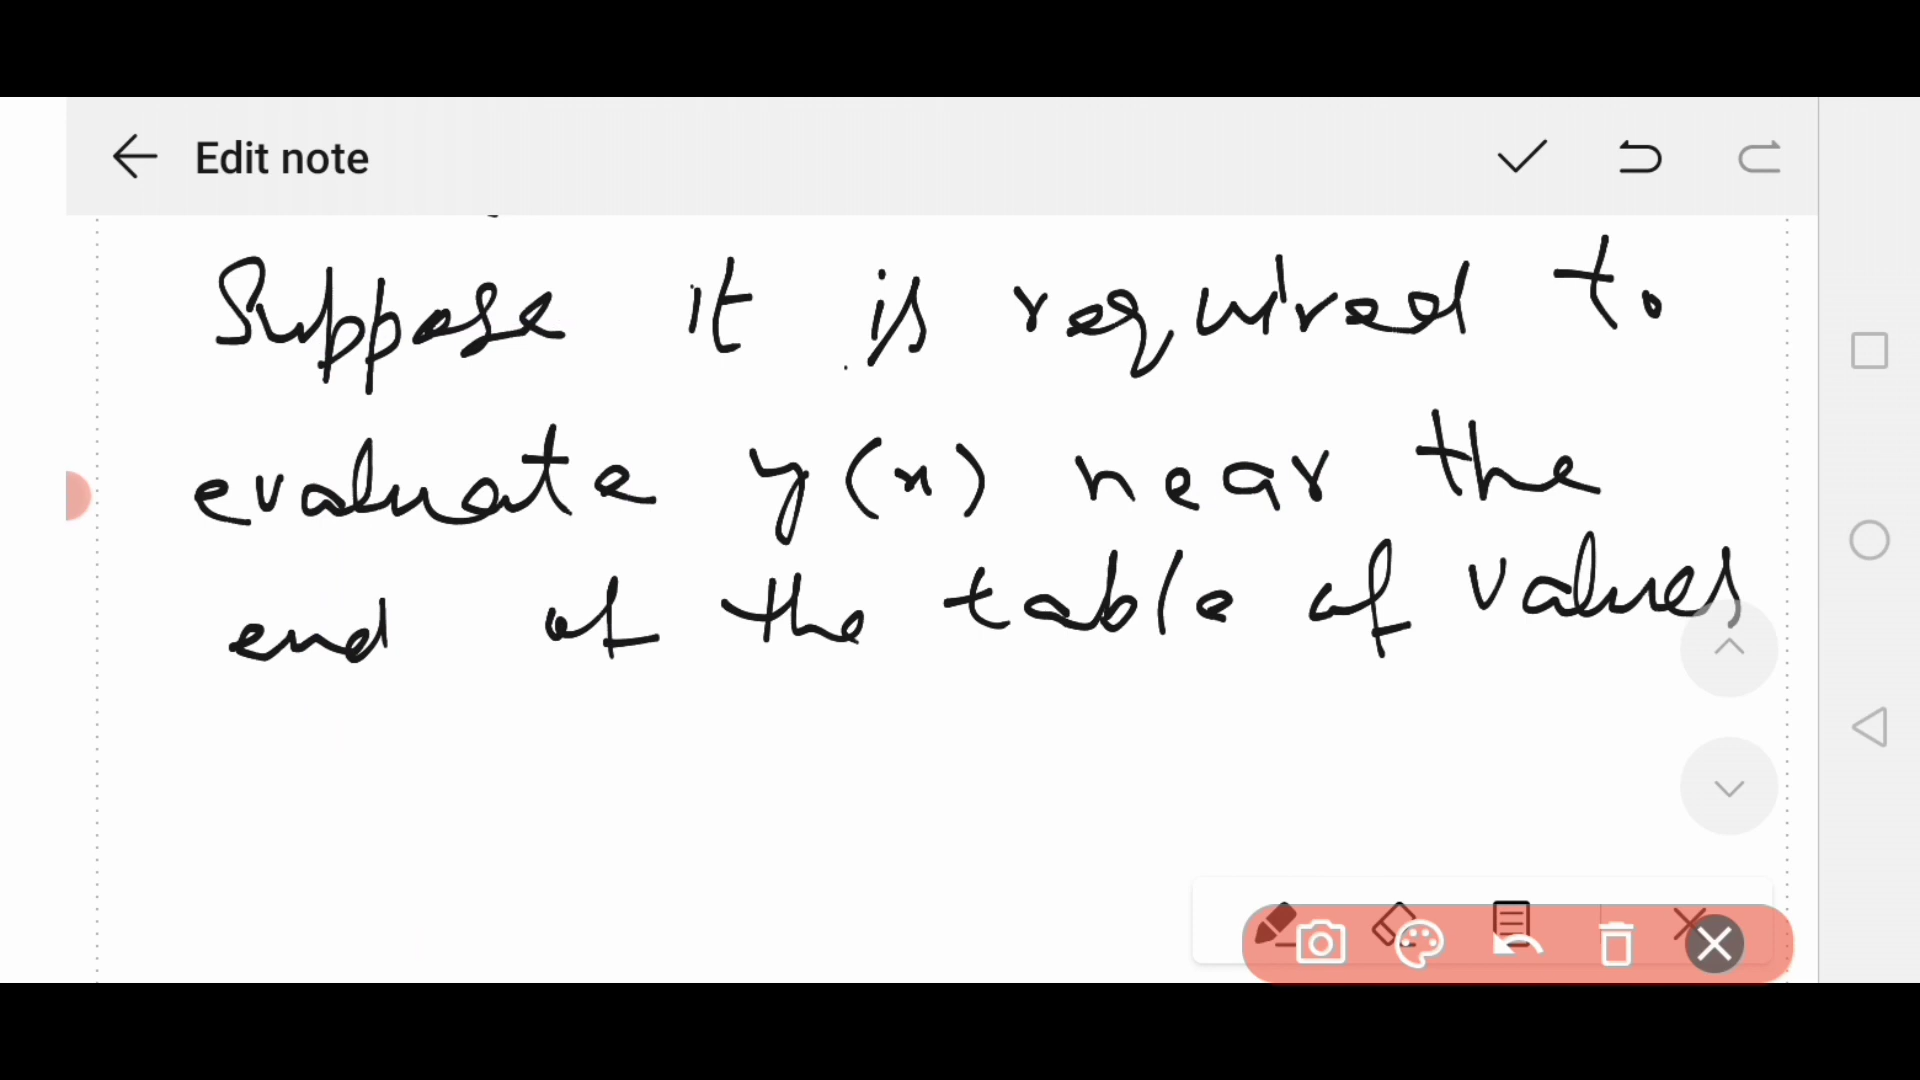 Edit note
Suppose it is required to
evaluate y(x) near the
end of the table of values